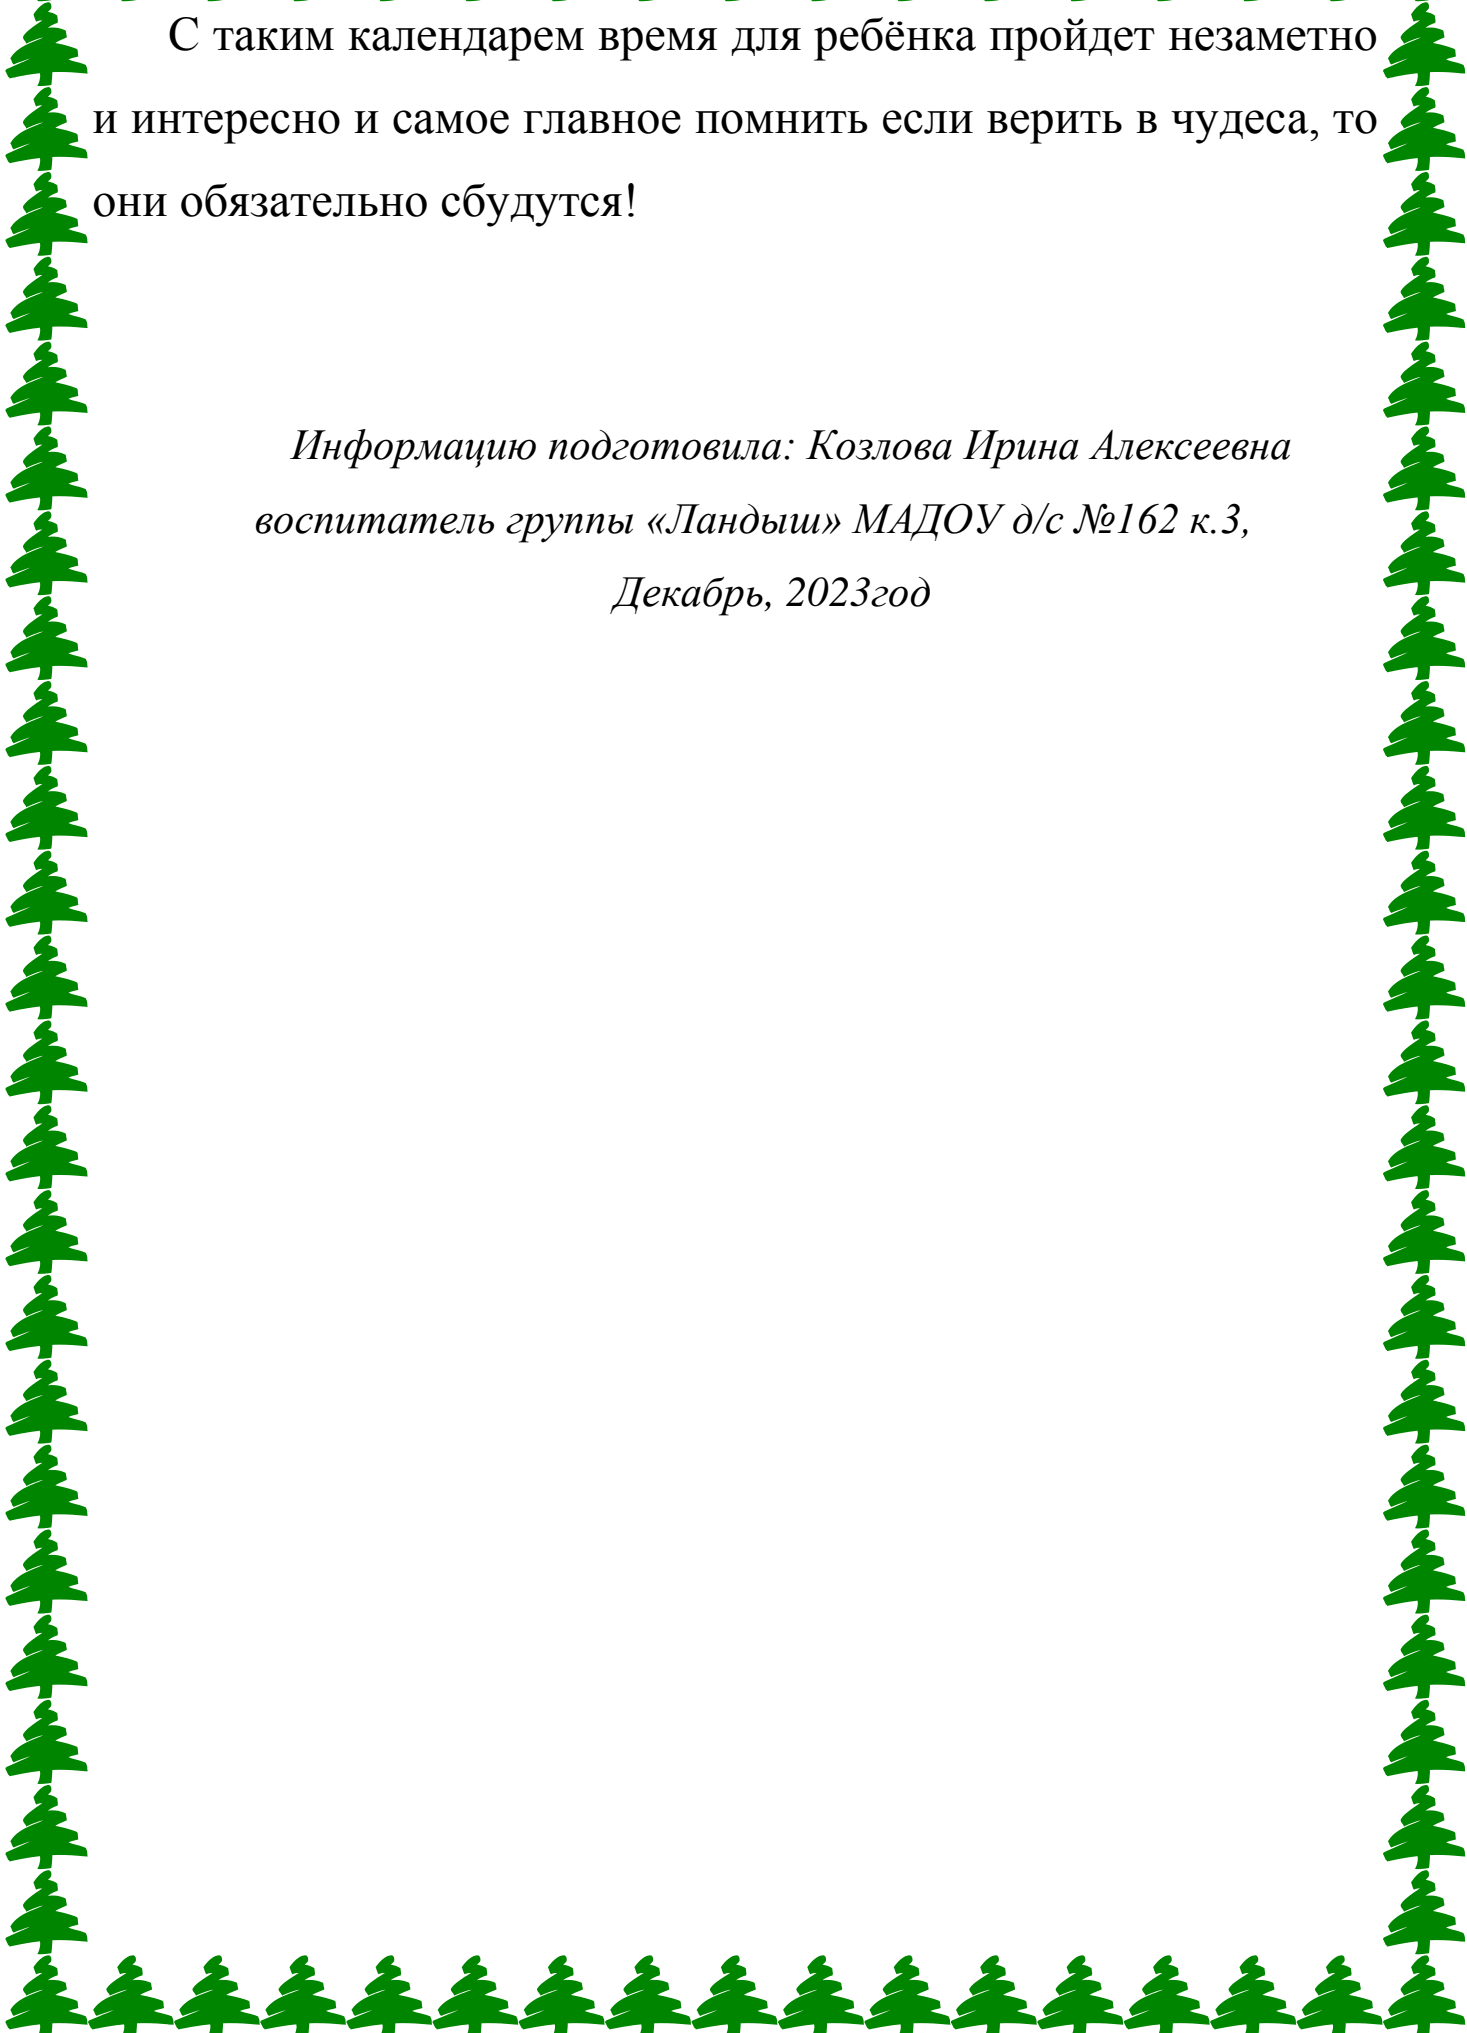 С таким календарем время для ребёнка пройдет незаметно
и интересно и самое главное помнить если верить в чудеса, то
они обязательно сбудутся!
Информацию подготовила: Козлова Ирина Алексеевна
воспитатель группы «Ландыш» МАДОУ д/с №162 к.3,
Декабрь, 2023год